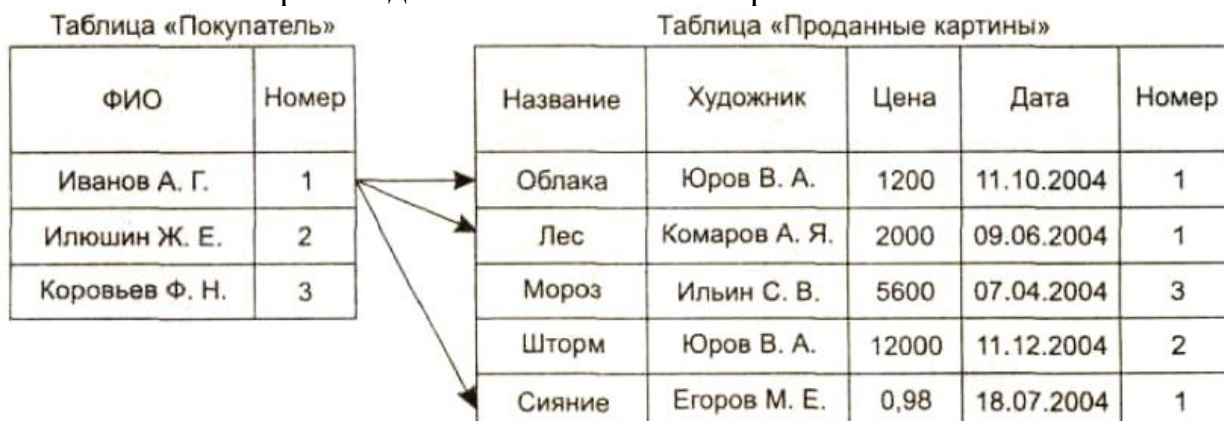 Таблица «Покупатель»
ФИО Номер
Иванов А. Г. 1
Илюшин Ж. Е. 2
Коровьев Ф. Н. 3
Таблица «Проданные картины»
Название Художник Цена Дата Номер
Облака Юров В. А. 1200 11.10.2004 1
Лес Комаров А. Я. 2000 09.06.2004 1
Мороз Ильин С. В. 5600 07.04.2004 3
Шторм Юров В. А. 12000 11.12.2004 2
Сияние Егоров М. Е. 0,98 18.07.2004 1